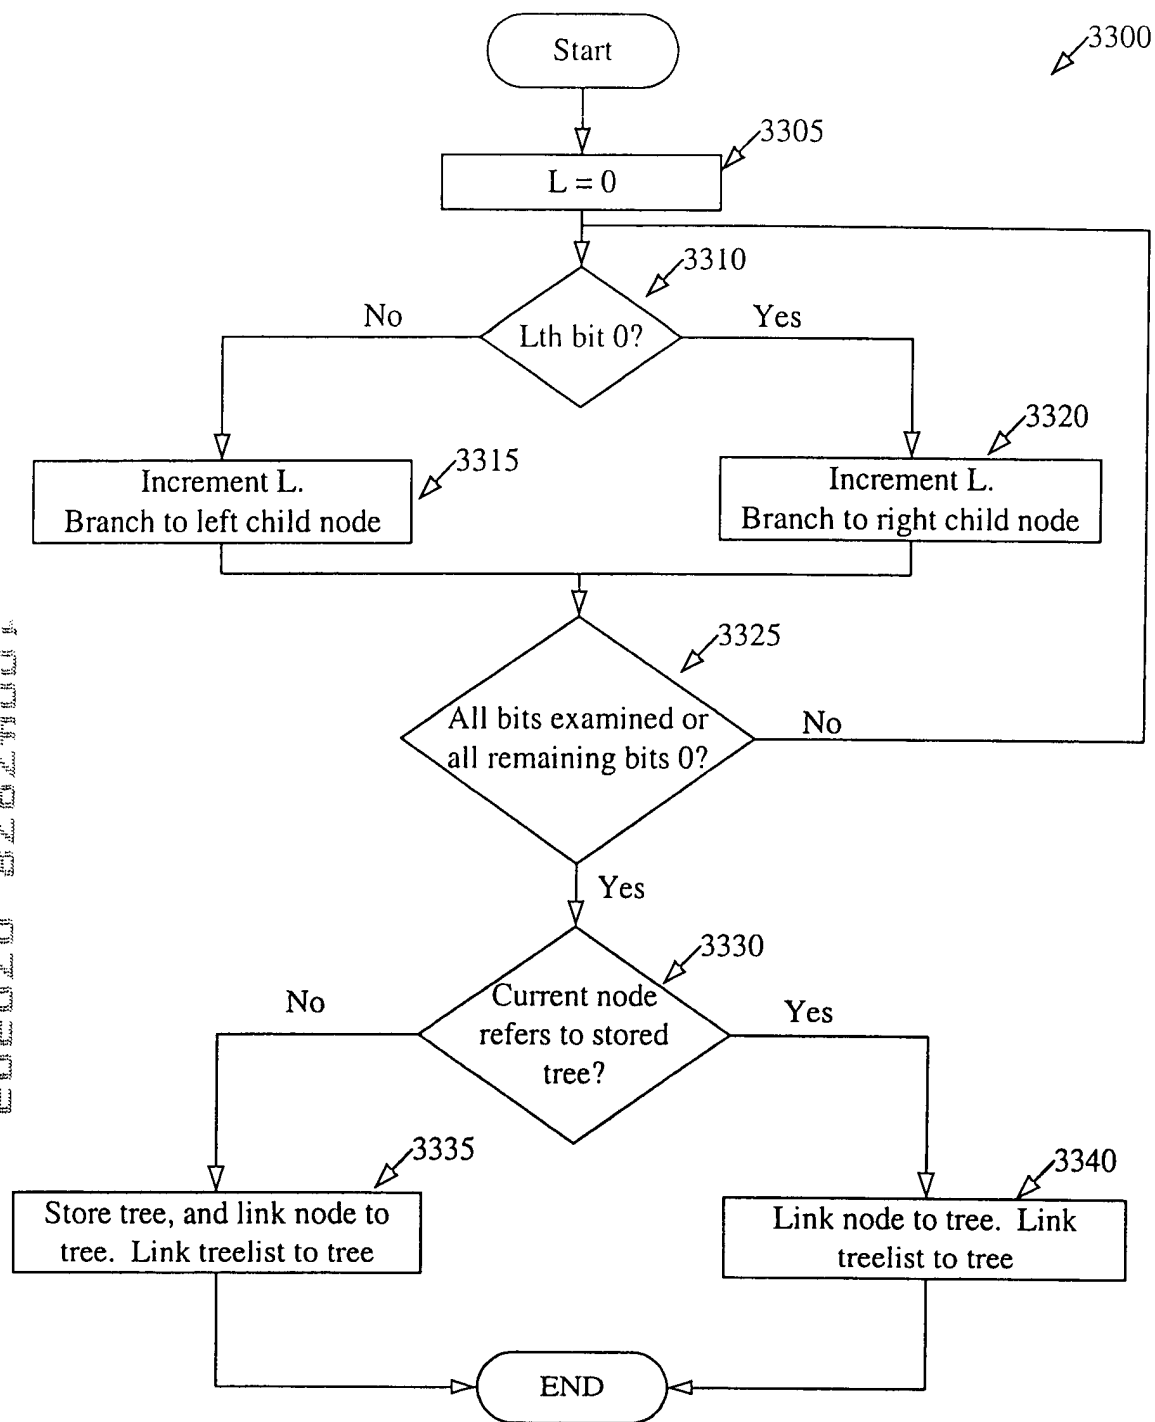 Start
3300
3305
L = 0
3310
No
Lth bit 0?
Yes
3320
3315
Increment L.
Branch to left child node
Increment L.
Branch to right child node
3325
All bits examined or
all remaining bits 0?
No
Yes
3330
No
Current node
refers to stored
tree?
Yes
3335
3340
Store tree, and link node to
tree. Link treelist to tree
Link node to tree. Link
treelist to tree
END